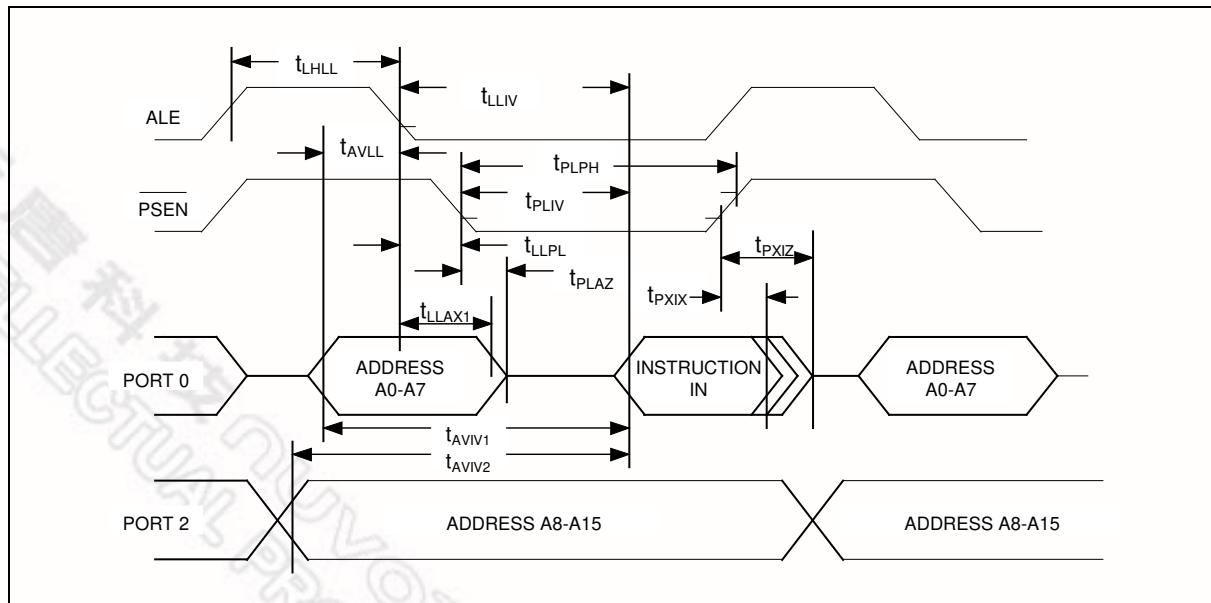 tLHLL
tLLIV
ALE
tAVLL
tPLPH
PSEN
tPLIV
tLLPL
tPLAZ
tPXIZ
tPXIX
tLLAX1
PORT 0
ADDRESS
A0-A7
INSTRUCTION
IN
ADDRESS
A0-A7
tAVIV1
tAVIV2
PORT 2
ADDRESS A8-A15
ADDRESS A8-A15